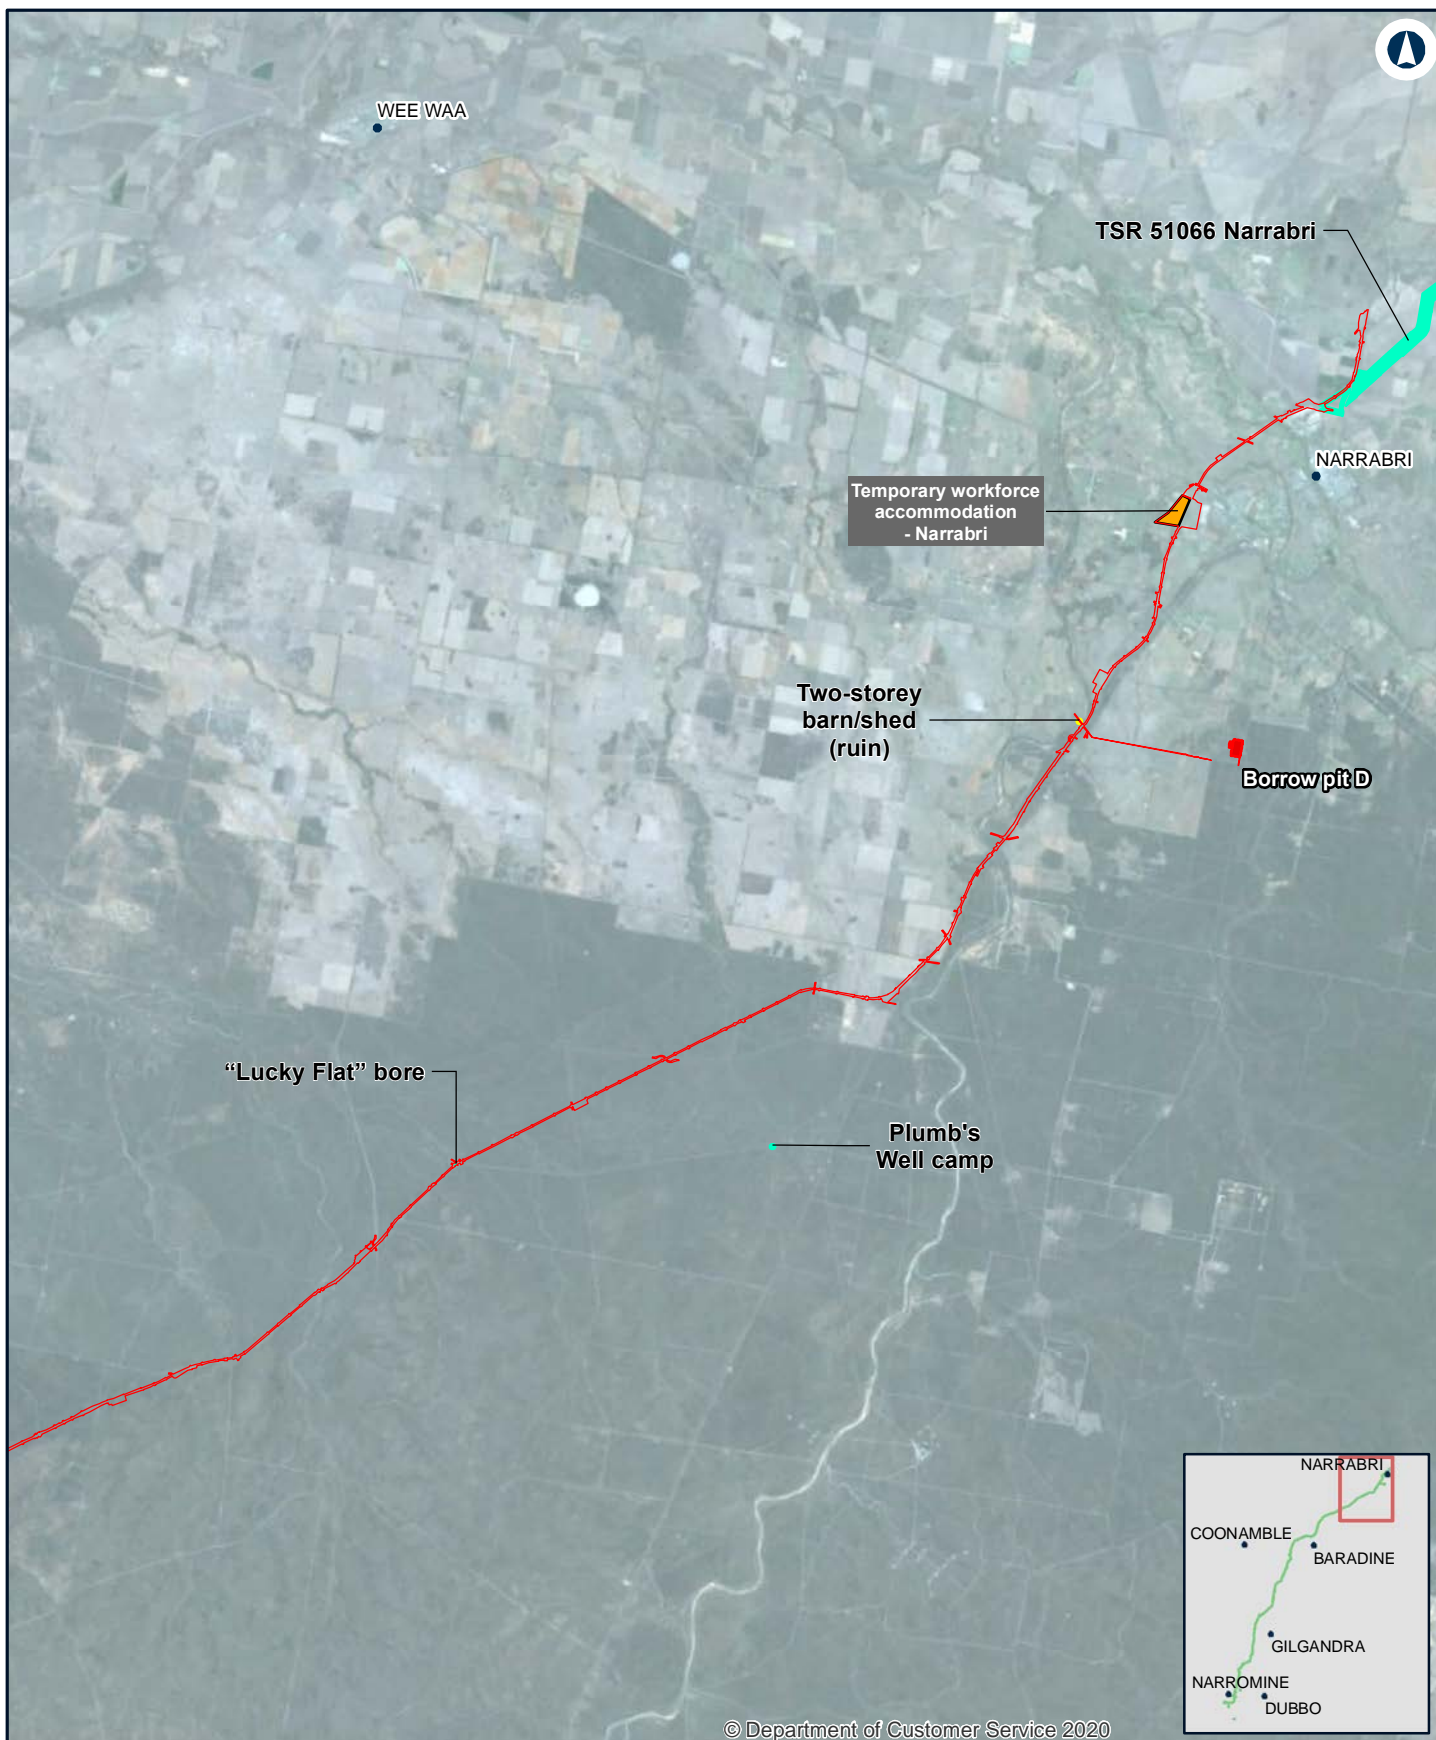 WEE WAA
TSR 51066 Narrabri
NARRABRI
Temporary workforce
accommodation
- Narrabri
Two-storey
barn/shed
(ruin)
Borrow pit D
“Lucky Flat” bore
Plumb's
Well camp
NARRABRI
COONAMBLE
BARADINE
GILGANDRA
NARROMINE
DUBBO
© Department of Customer Service 2020